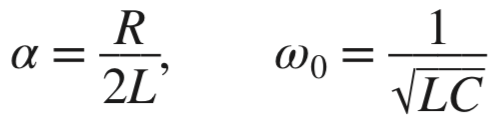 α = R/2L, ω₀ = 1/√LC